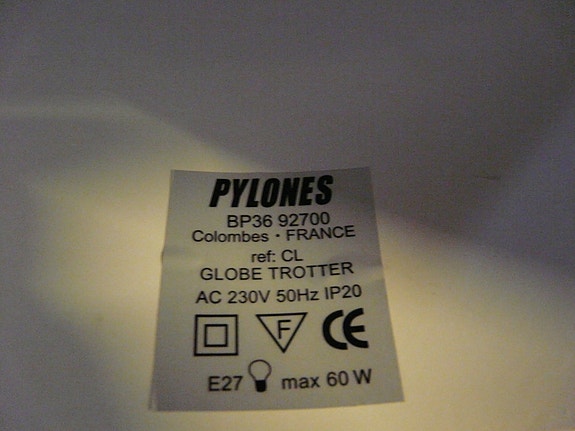 PYLONES
BP36 92700
Colombes · FRANCE
ref: CL
GLOBE TROTTER
AC 230V 50Hz IP20
F CE
E27 max 60 W